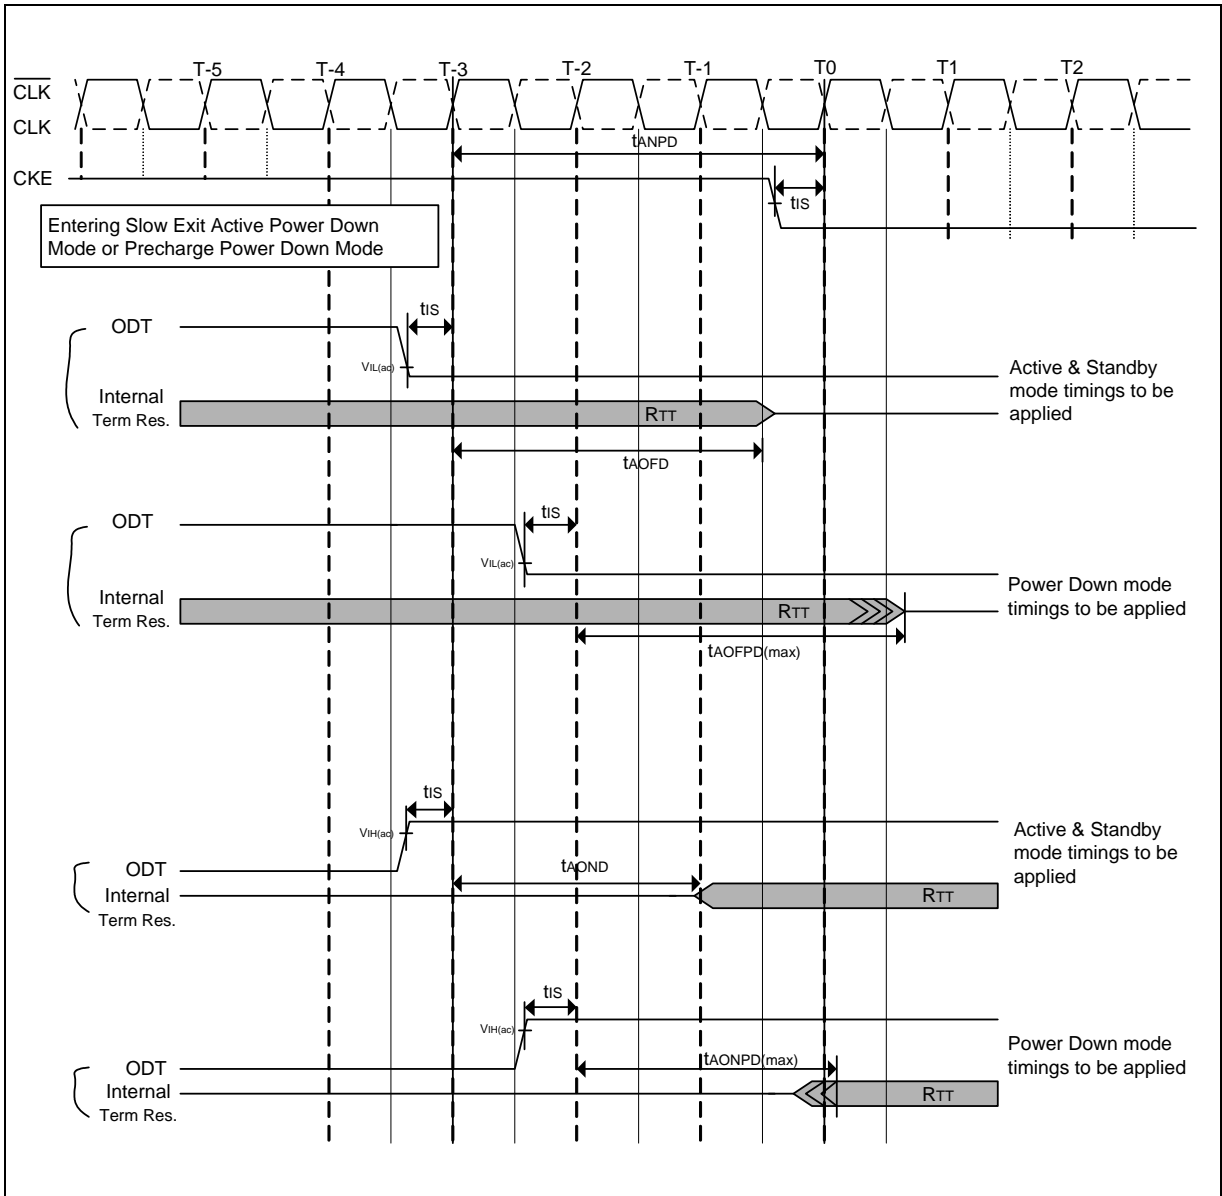 T-5 T-4 T-3 T-2 T-1 T0 T1 T2
CLK
CLK
tANPD
CKE
tIS
Entering Slow Exit Active Power Down
Mode or Precharge Power Down Mode
tIS
ODT
VIL(ac)
Active & Standby
mode timings to be
applied
Internal
Term Res.
RTT
tAOFD
tIS
ODT
VIL(ac)
Power Down mode
timings to be applied
Internal
Term Res.
RTT
tAOFPD(max)
tIS
VIH(ac)
Active & Standby
mode timings to be
applied
ODT
tAOND
Internal
Term Res.
RTT
tIS
VIH(ac)
Power Down mode
timings to be applied
ODT
tAONPD(max)
Internal
Term Res.
RTT